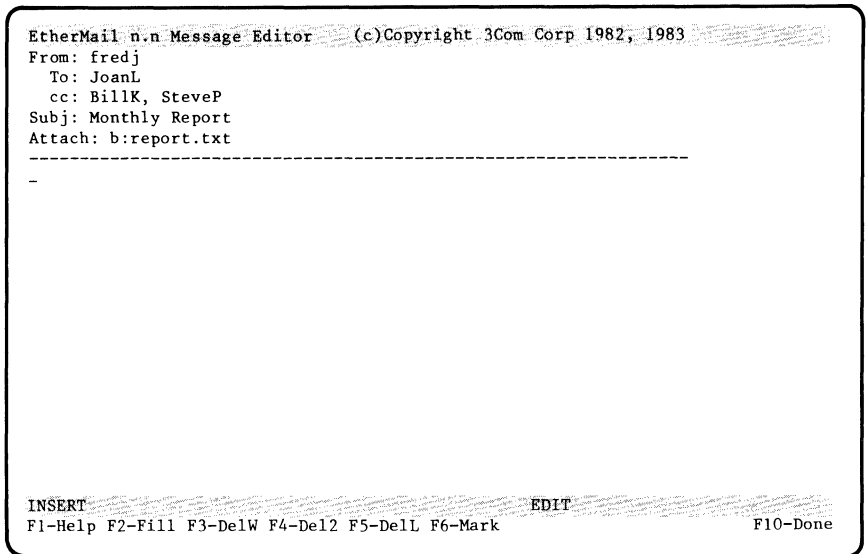 EtherMail n.n Message Editor (c)Copyright 3Com Corp 1982, 1983
From: fredj
To: JoanL
cc: BillK, SteveP
Subj: Monthly Report
Attach: b:report.txt
-----------------------------------------------------------------
_
INSERT EDIT
F1-Help F2-Fill F3-DelW F4-Del2 F5-DelL F6-Mark F10-Done